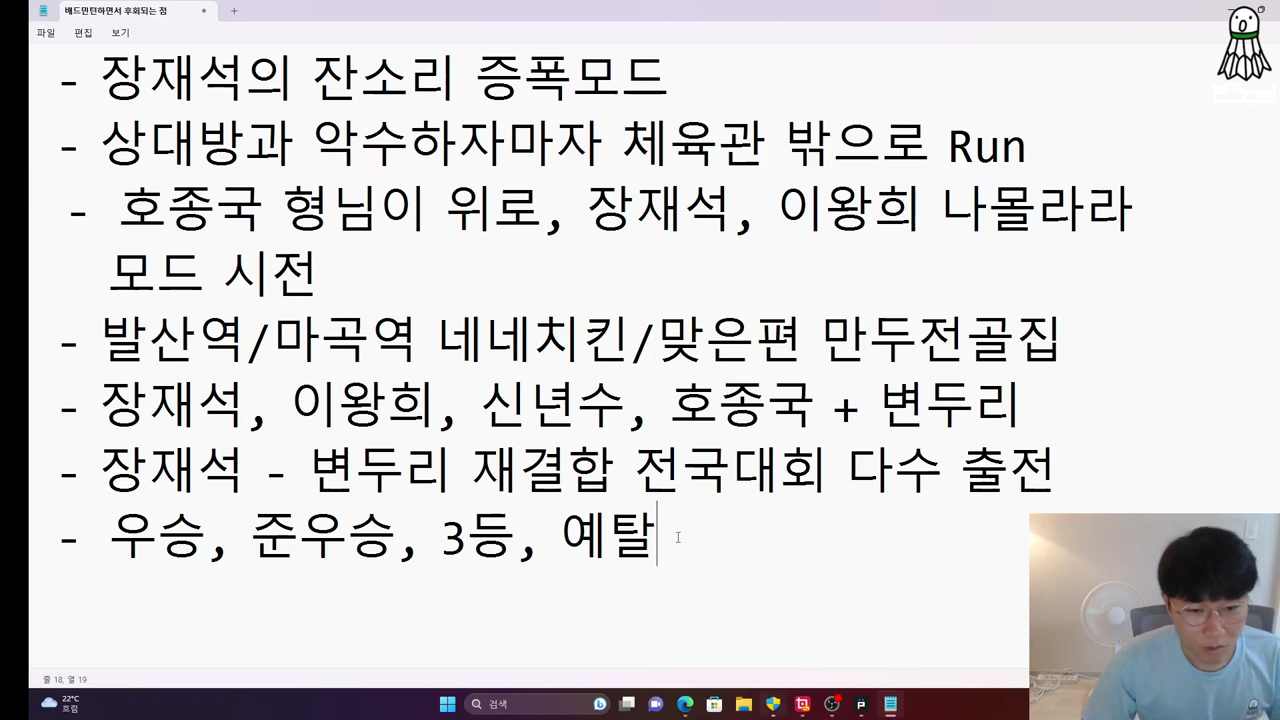 배드민턴하면서 후회되는 점
파일 편집 보기
- 장재석의 잔소리 증폭모드
- 상대방과 악수하자마자 체육관 밖으로 Run
- 호종국 형님이 위로, 장재석, 이왕희 나몰라라
모드 시전
- 발산역/마곡역 네네치킨/맞은편 만두전골집
- 장재석, 이왕희, 신년수, 호종국 + 변두리
- 장재석 - 변두리 재결합 전국대회 다수 출전
- 우승, 준우승, 3등, 예탈
줄 18, 열 19
22°C
흐림
검색